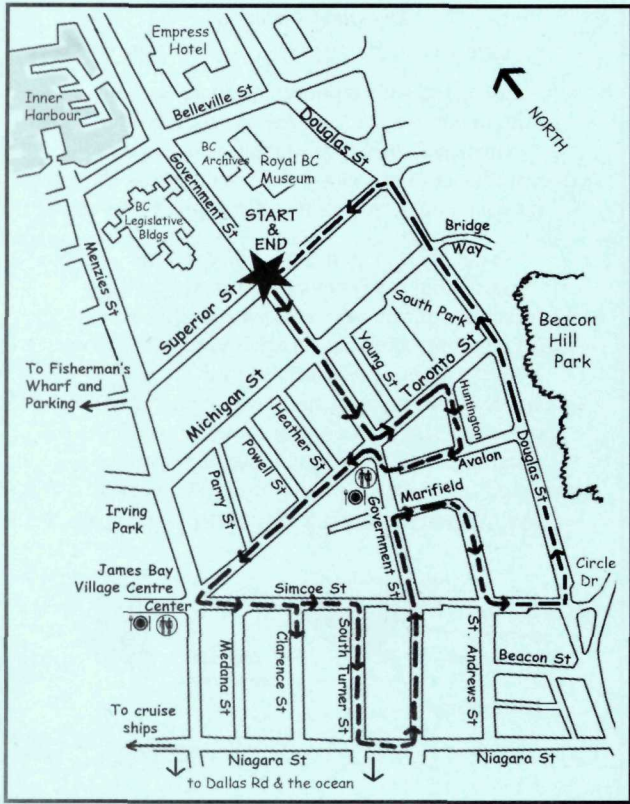 Empress
Hotel
Inner
Harbour
Belleville St
Douglas St
NORTH
BC
Archives
Royal BC
Museum
Government St
BC
Legislative
Bldgs
START
&
END
Bridge
Way
Menzies St
Superior St
South Park
Beacon
Hill
Park
To Fisherman's
Wharf and
Parking
Michigan St
Young St
Toronto St
Huntington
Heather St
Powell St
Parry St
Avalon
Douglas St
Marifield
Government St
Irving
Park
James Bay
Village Centre
Center
Simcoe St
Circle
Dr
Medana St
Clarence St
South Turner St
St. Andrews St
Beacon St
To cruise
ships
Niagara St
Niagara St
to Dallas Rd & the ocean